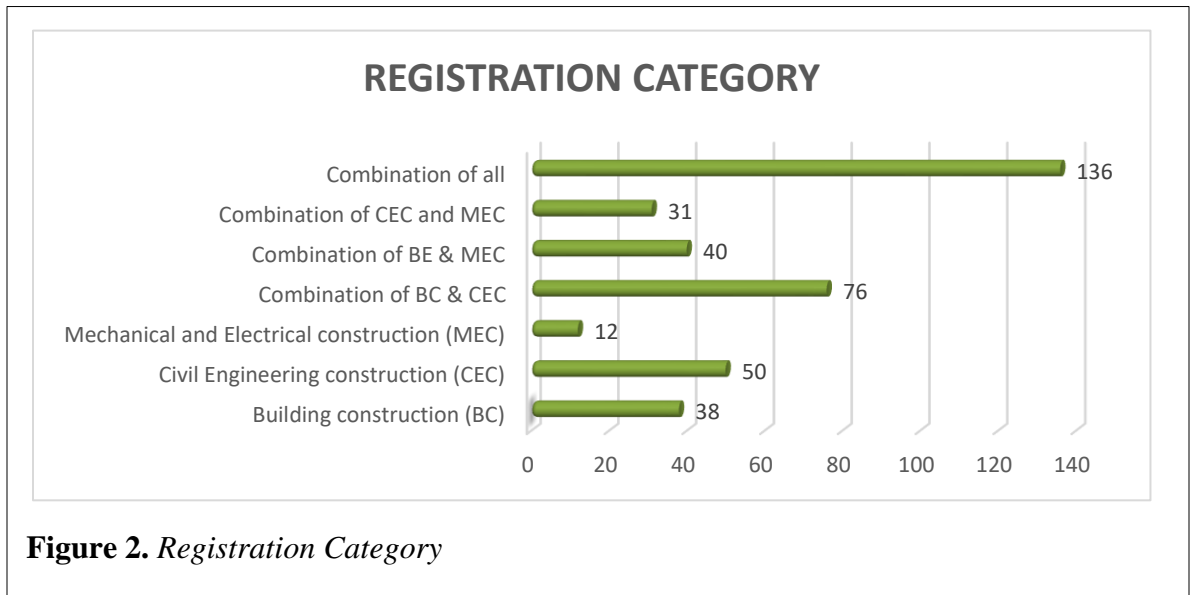 REGISTRATION CATEGORY
Combination of all
136
Combination of CEC and MEC
31
Combination of BE & MEC
40
Combination of BC & CEC
76
Mechanical and Electrical construction (MEC)
12
Civil Engineering construction (CEC)
50
Building construction (BC)
38
0 20 40 60 80 100 120 140
Figure 2. Registration Category